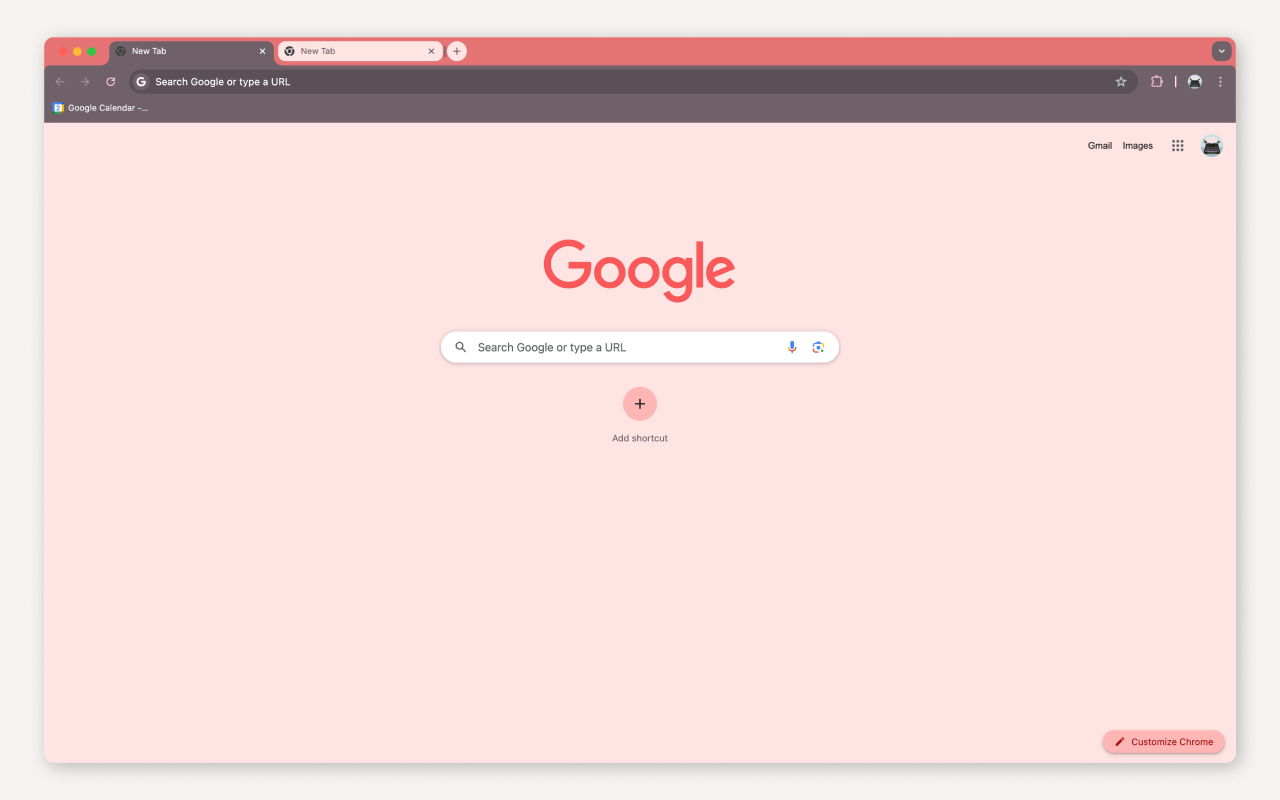 New Tab
New Tab
Search Google or type a URL
Google Calendar -...
Gmail Images
Google
Search Google or type a URL
Add shortcut
Customize Chrome